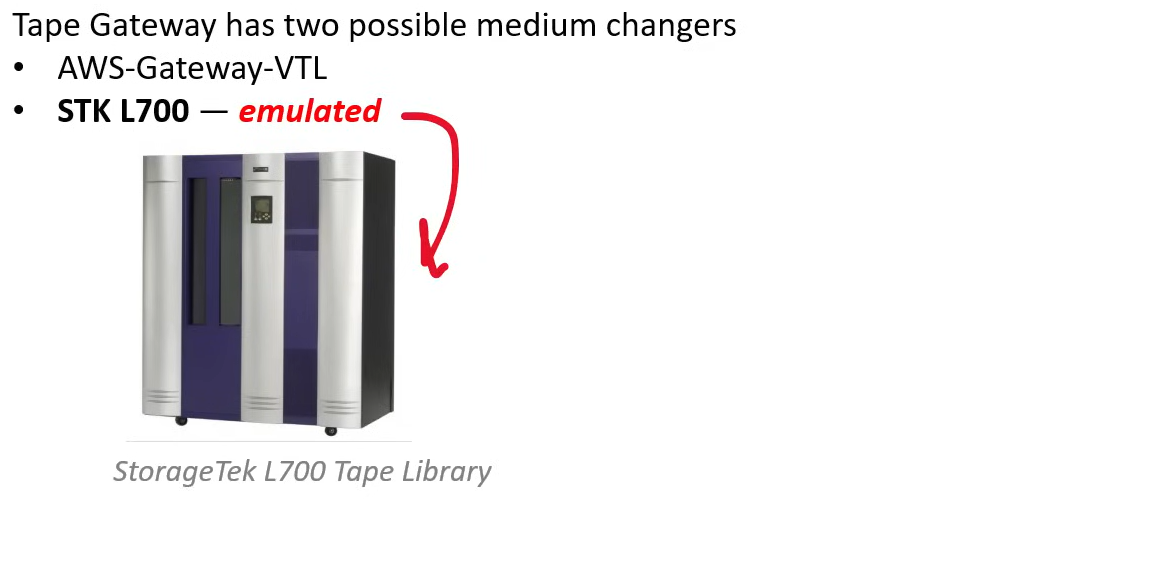 Tape Gateway has two possible medium changers
• AWS-Gateway-VTL
• STK L700 — emulated
StorageTek L700 Tape Library